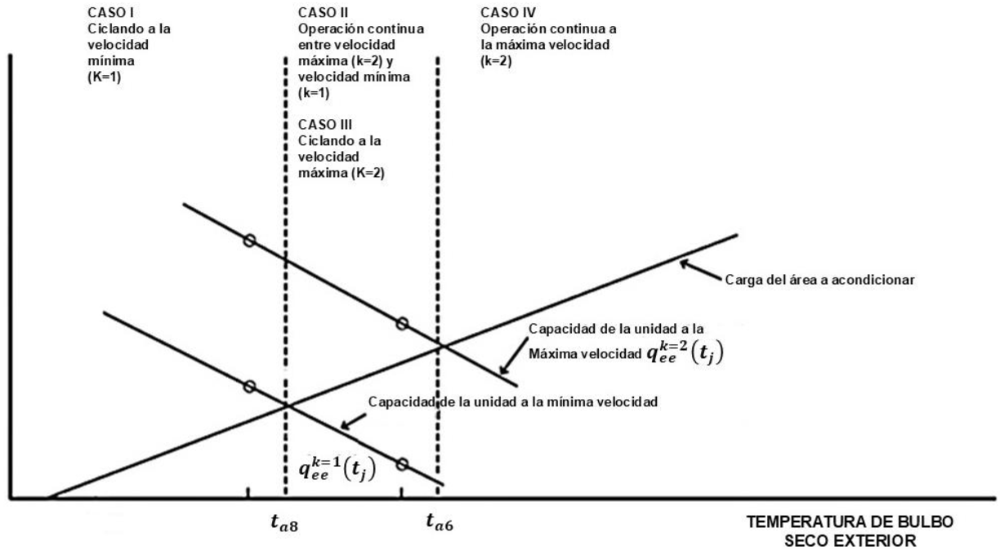 CASO I
Ciclando a la
velocidad
mínima
(K=1)
CASO II
Operación continua
entre velocidad
máxima (k=2) y
velocidad mínima
(k=1)
CASO III
Ciclando a la
velocidad
máxima (K=2)
CASO IV
Operación continua a
la máxima velocidad
(k=2)
Carga del área a acondicionar
Capacidad de la unidad a la
Máxima velocidad q_{ee}^{k=2}(t_j)
Capacidad de la unidad a la mínima velocidad
q_{ee}^{k=1}(t_j)
t_{a8}
t_{a6}
TEMPERATURA DE BULBO
SECO EXTERIOR